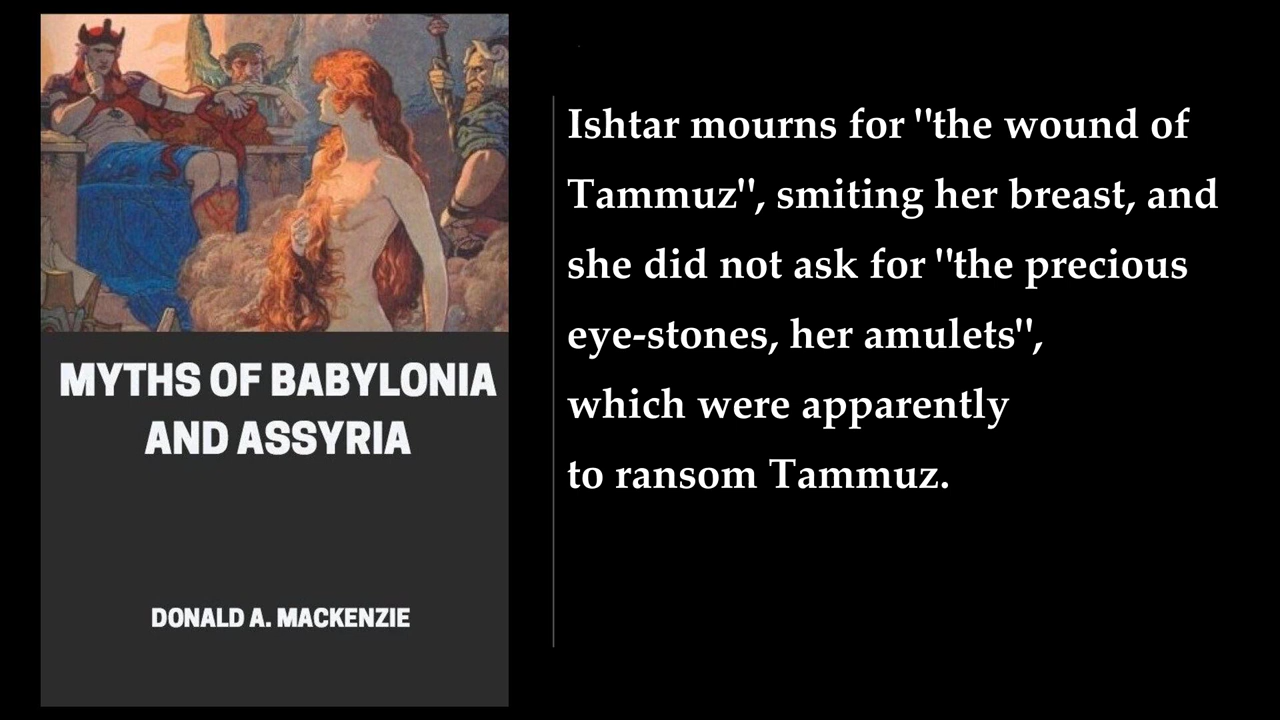 MYTHS OF BABYLONIA
AND ASSYRIA
DONALD A. MACKENZIE
Ishtar mourns for "the wound of
Tammuz", smiting her breast, and
she did not ask for "the precious
eye-stones, her amulets",
which were apparently
to ransom Tammuz.